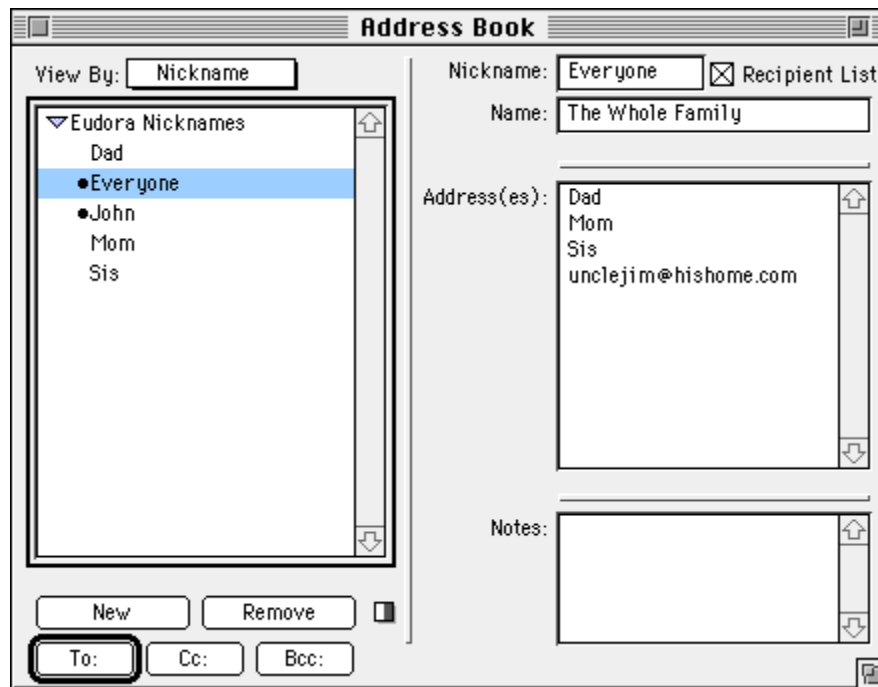 Address Book
View By: Nickname
Eudora Nicknames
Dad
•Everyone
•John
Mom
Sis
New
Remove
To:
Cc:
Bcc:
Nickname: Everyone
Recipient List
Name: The Whole Family
Address(es): Dad
Mom
Sis
unclejim@hishome.com
Notes: